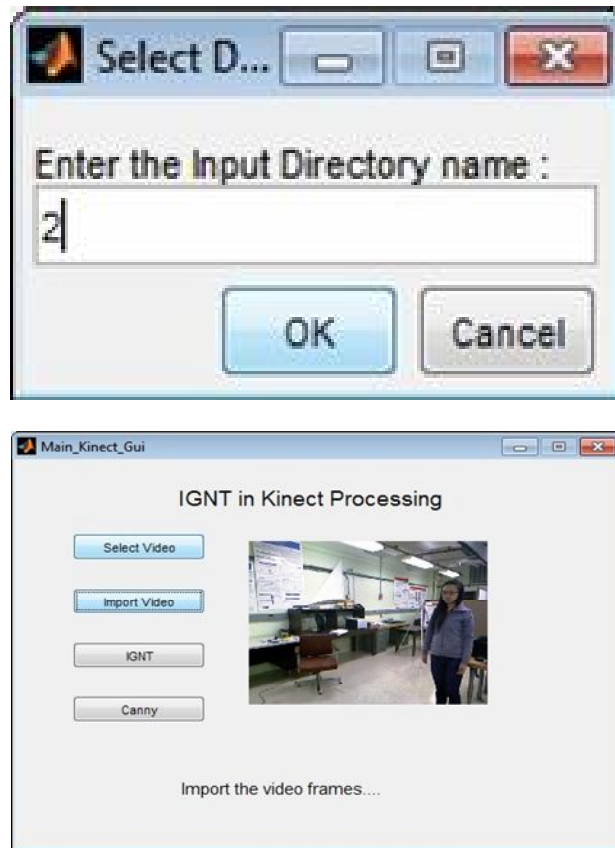 Select D...
Enter the Input Directory name :
2
OK
Cancel
Main_Kinect_Gui
IGNT in Kinect Processing
Select Video
Import Video
IGNT
Canny
Import the video frames....